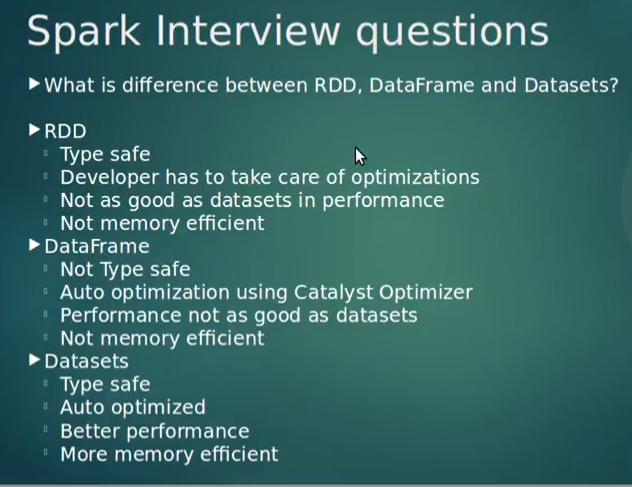 Spark Interview questions
What is difference between RDD, DataFrame and Datasets?
RDD
Type safe
Developer has to take care of optimizations
Not as good as datasets in performance
Not memory efficient
DataFrame
Not Type safe
Auto optimization using Catalyst Optimizer
Performance not as good as datasets
Not memory efficient
Datasets
Type safe
Auto optimized
Better performance
More memory efficient